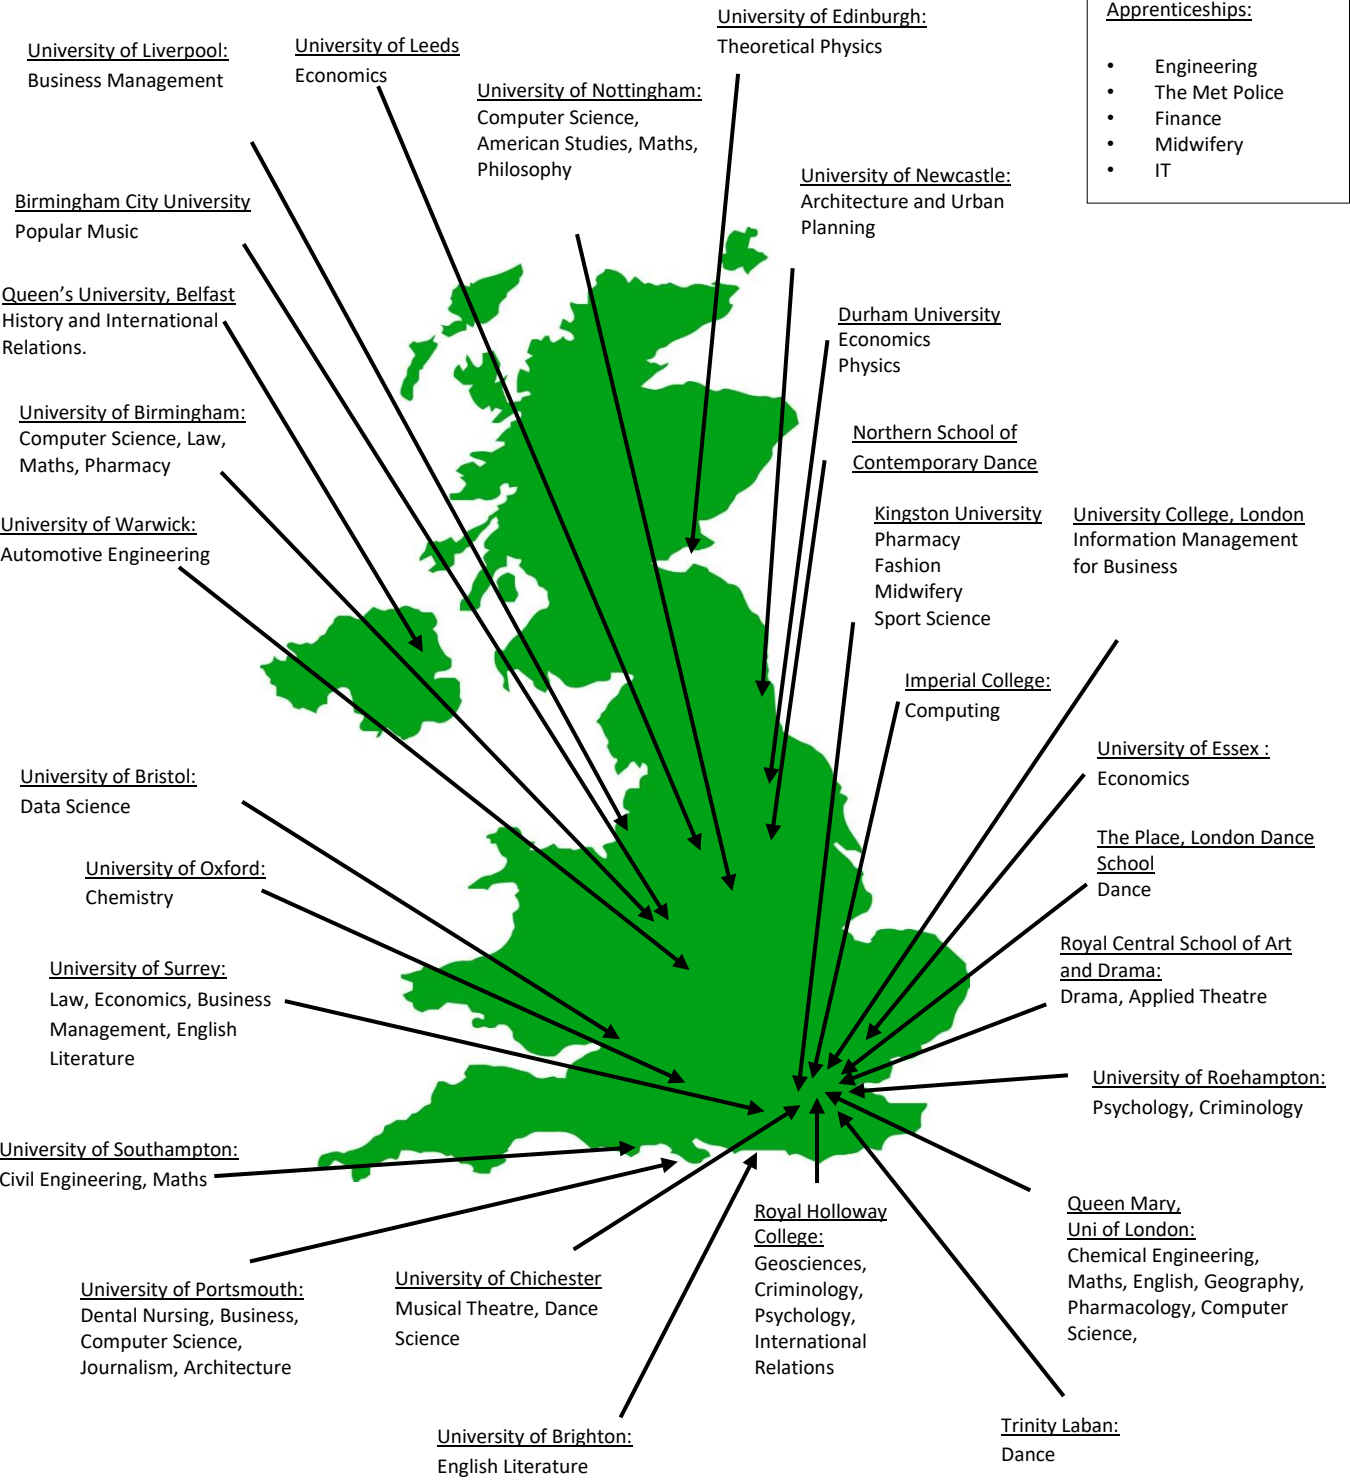 University of Edinburgh:
Theoretical Physics
Apprenticeships:
• Engineering
• The Met Police
• Finance
• Midwifery
• IT
University of Liverpool:
Business Management
University of Leeds
Economics
University of Nottingham:
Computer Science,
American Studies, Maths,
Philosophy
University of Newcastle:
Architecture and Urban
Planning
Birmingham City University
Popular Music
Queen’s University, Belfast
History and International
Relations.
Durham University
Economics
Physics
University of Birmingham:
Computer Science, Law,
Maths, Pharmacy
Northern School of
Contemporary Dance
University of Warwick:
Automotive Engineering
Kingston University
Pharmacy
Fashion
Midwifery
Sport Science
University College, London
Information Management
for Business
Imperial College:
Computing
University of Essex :
Economics
University of Bristol:
Data Science
The Place, London Dance
School
Dance
University of Oxford:
Chemistry
Royal Central School of Art
and Drama:
Drama, Applied Theatre
University of Surrey:
Law, Economics, Business
Management, English
Literature
University of Roehampton:
Psychology, Criminology
University of Southampton:
Civil Engineering, Maths
Royal Holloway
College:
Geosciences,
Criminology,
Psychology,
International
Relations
Queen Mary,
Uni of London:
Chemical Engineering,
Maths, English, Geography,
Pharmacology, Computer
Science,
University of Portsmouth:
Dental Nursing, Business,
Computer Science,
Journalism, Architecture
University of Chichester
Musical Theatre, Dance
Science
University of Brighton:
English Literature
Trinity Laban:
Dance